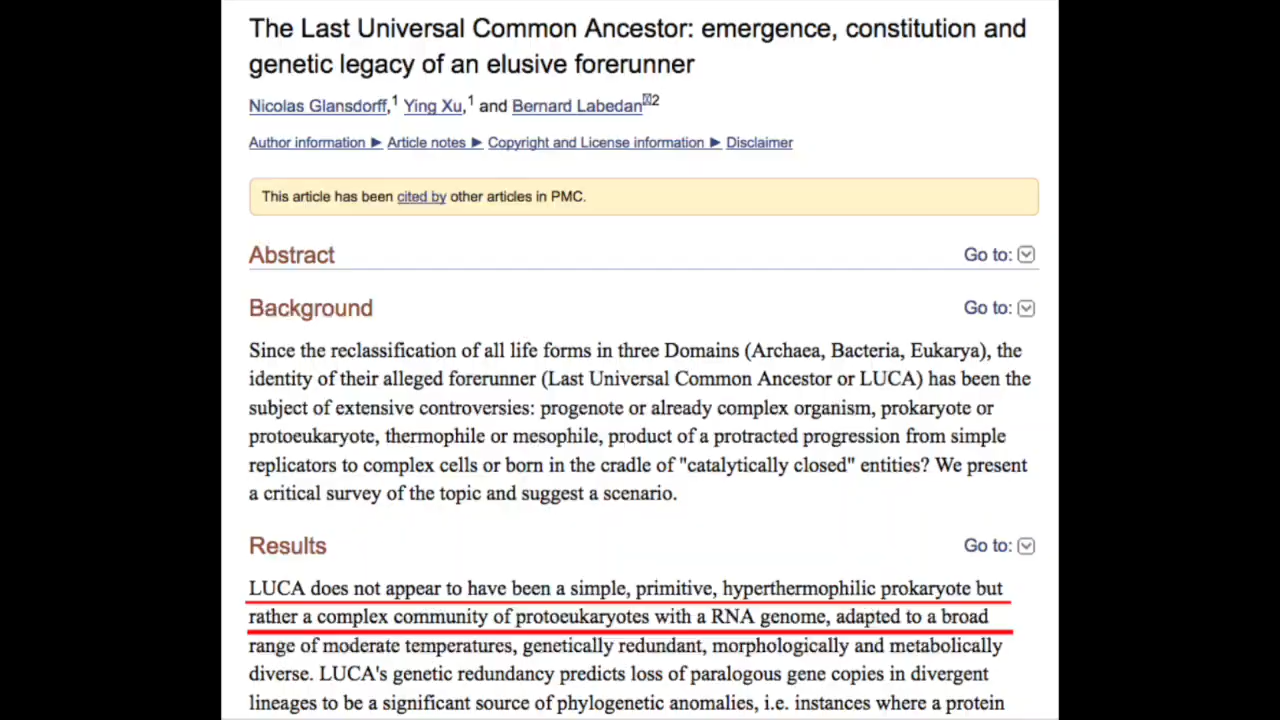 The Last Universal Common Ancestor: emergence, constitution and
genetic legacy of an elusive forerunner
Nicolas Glansdorff,1 Ying Xu,1 and Bernard Labedan2
Author information ► Article notes ► Copyright and License information ► Disclaimer
This article has been cited by other articles in PMC.
Abstract Go to:
Background Go to:
Since the reclassification of all life forms in three Domains (Archaea, Bacteria, Eukarya), the
identity of their alleged forerunner (Last Universal Common Ancestor or LUCA) has been the
subject of extensive controversies: progenote or already complex organism, prokaryote or
protoeukaryote, thermophile or mesophile, product of a protracted progression from simple
replicators to complex cells or born in the cradle of "catalytically closed" entities? We present
a critical survey of the topic and suggest a scenario.
Results Go to:
LUCA does not appear to have been a simple, primitive, hyperthermophilic prokaryote but
rather a complex community of protoeukaryotes with a RNA genome, adapted to a broad
range of moderate temperatures, genetically redundant, morphologically and metabolically
diverse. LUCA's genetic redundancy predicts loss of paralogous gene copies in divergent
lineages to be a significant source of phylogenetic anomalies, i.e. instances where a protein